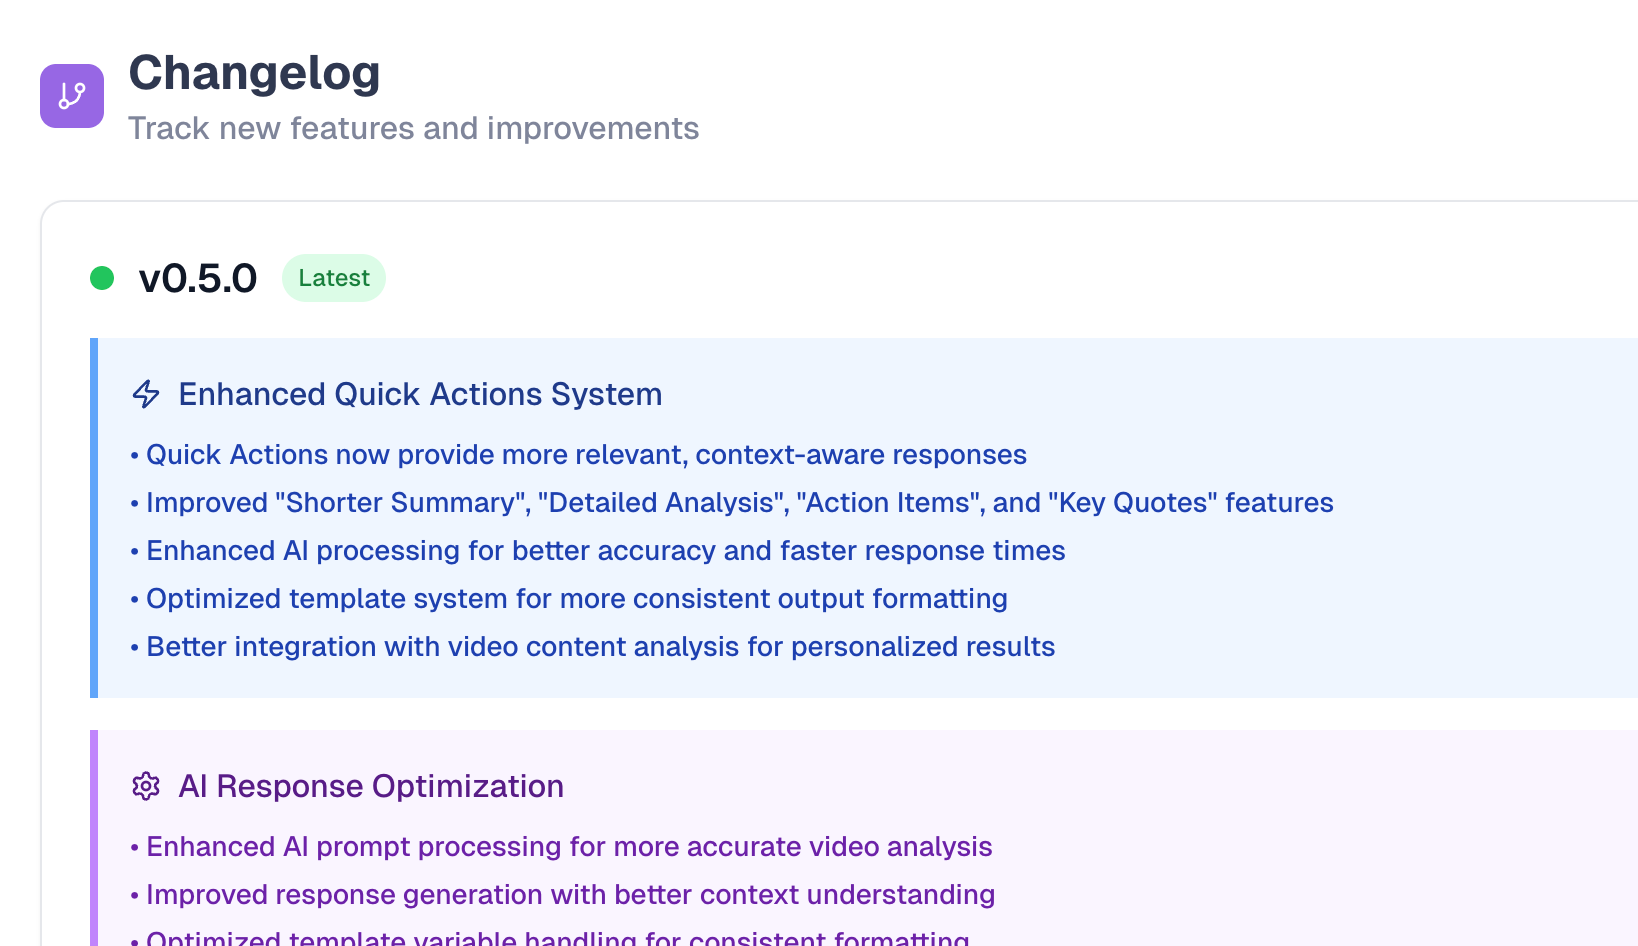 Changelog
Track new features and improvements
v0.5.0 Latest
Enhanced Quick Actions System
• Quick Actions now provide more relevant, context-aware responses
• Improved "Shorter Summary", "Detailed Analysis", "Action Items", and "Key Quotes" features
• Enhanced AI processing for better accuracy and faster response times
• Optimized template system for more consistent output formatting
• Better integration with video content analysis for personalized results
AI Response Optimization
• Enhanced AI prompt processing for more accurate video analysis
• Improved response generation with better context understanding
• Optimized template variable handling for consistent formatting